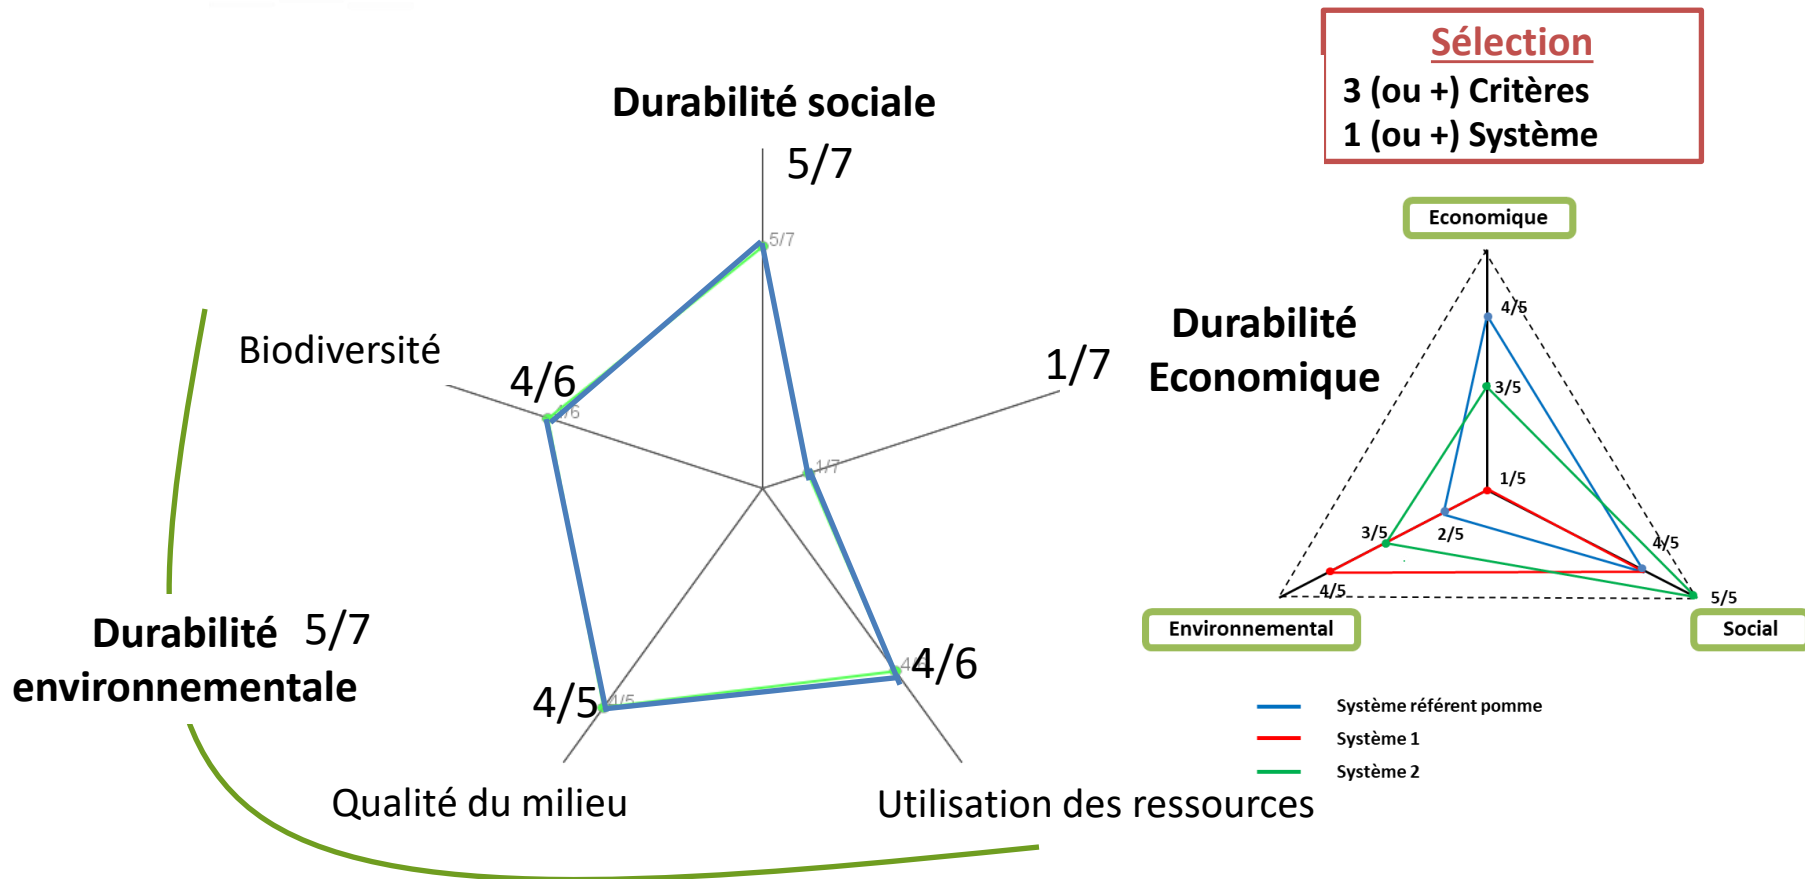 Sélection
3 (ou +) Critères
1 (ou +) Système
Durabilité sociale
5/7
5/7
Biodiversité
4/6
1/7
1/7
Durabilité
Economique
Durabilité 5/7
environnementale
4/5
4/5
4/6
Qualité du milieu
Utilisation des ressources
Economique
4/5
3/5
1/5
3/5
2/5
4/5
4/5
5/5
Environnemental
Social
Système référent pomme
Système 1
Système 2